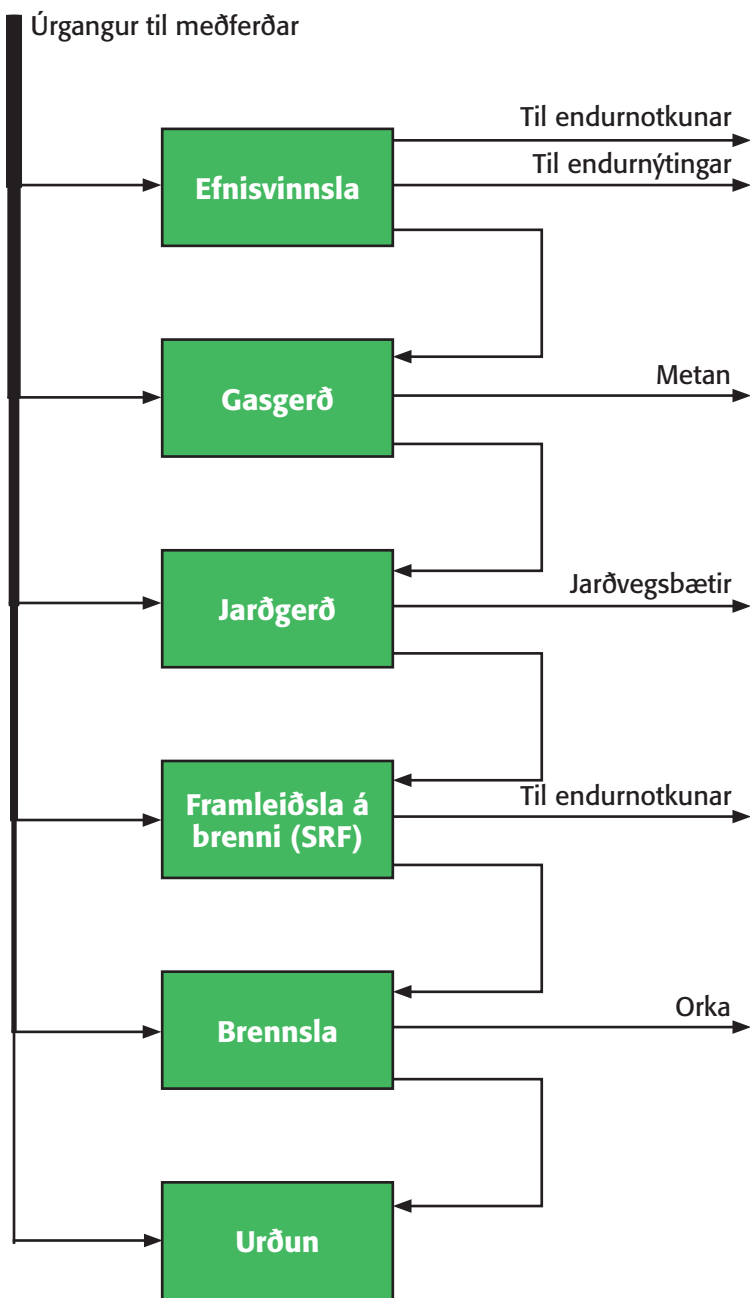 Úrgangur til meðferðar
Til endurnotkunar
Til endurnýtingar
Efnisvinnsla
Metan
Gasgerð
Jarðvegsbætir
Jarðgerð
Til endurnotkunar
Framleiðsla á
brenni (SRF)
Orka
Brennsla
Urðun